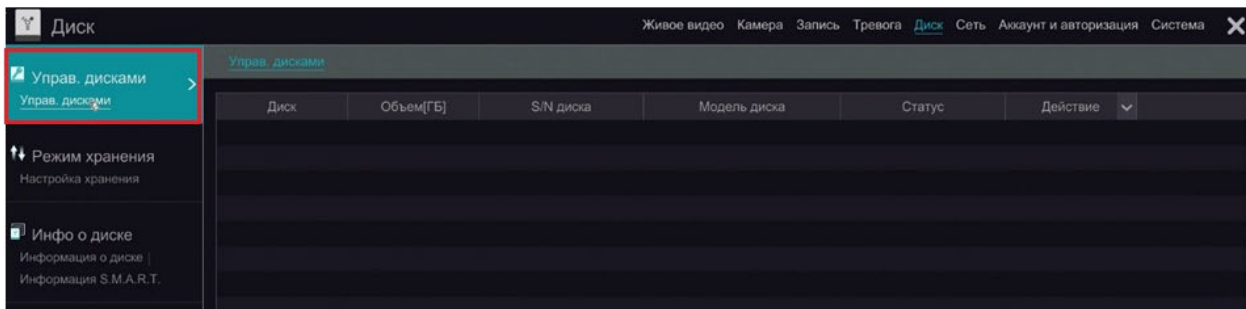 Диск Живое видео Камера Запись Тревога Диск Сеть Аккаунт и авторизация Система
Управ. дисками
Управ. дисками
Управ. дисками
Диск Объем[ГБ] S/N диска Модель диска Статус Действие
Режим хранения
Настройка хранения
Инфо о диске
Информация о диске |
Информация S.M.A.R.T.